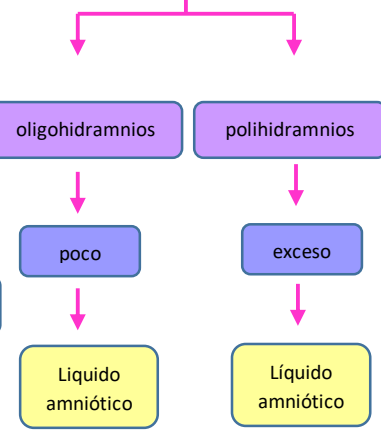 oligohidramnios
polihidramnios
poco
exceso
Liquido
amniótico
Líquido
amniótico